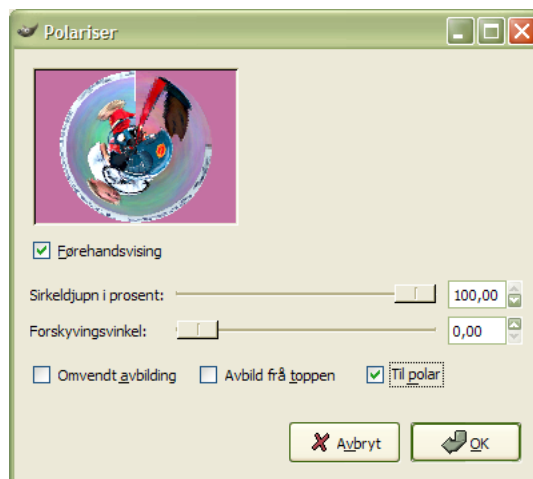 Polariser
Førehandsvising
Sirkeldjupn i prosent: 100,00
Forskyvingsvinkel: 0,00
Omvendt avbilding Avbild frå toppen Til polar
Avbryt OK